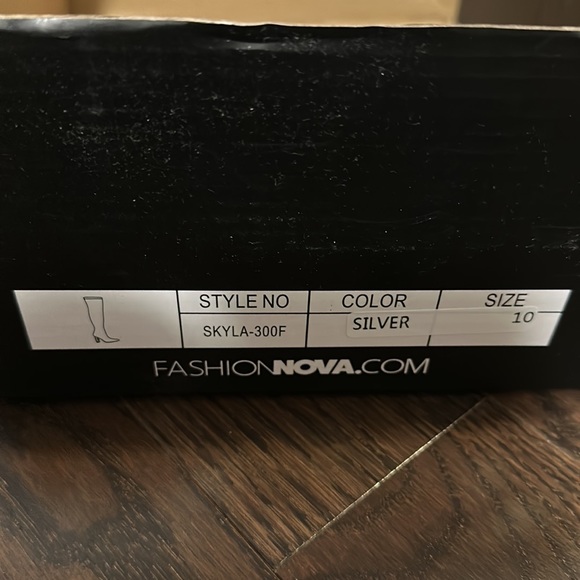 STYLE NO COLOR SIZE
SKYLA-300F SILVER 10
FASHIONNOVA.COM